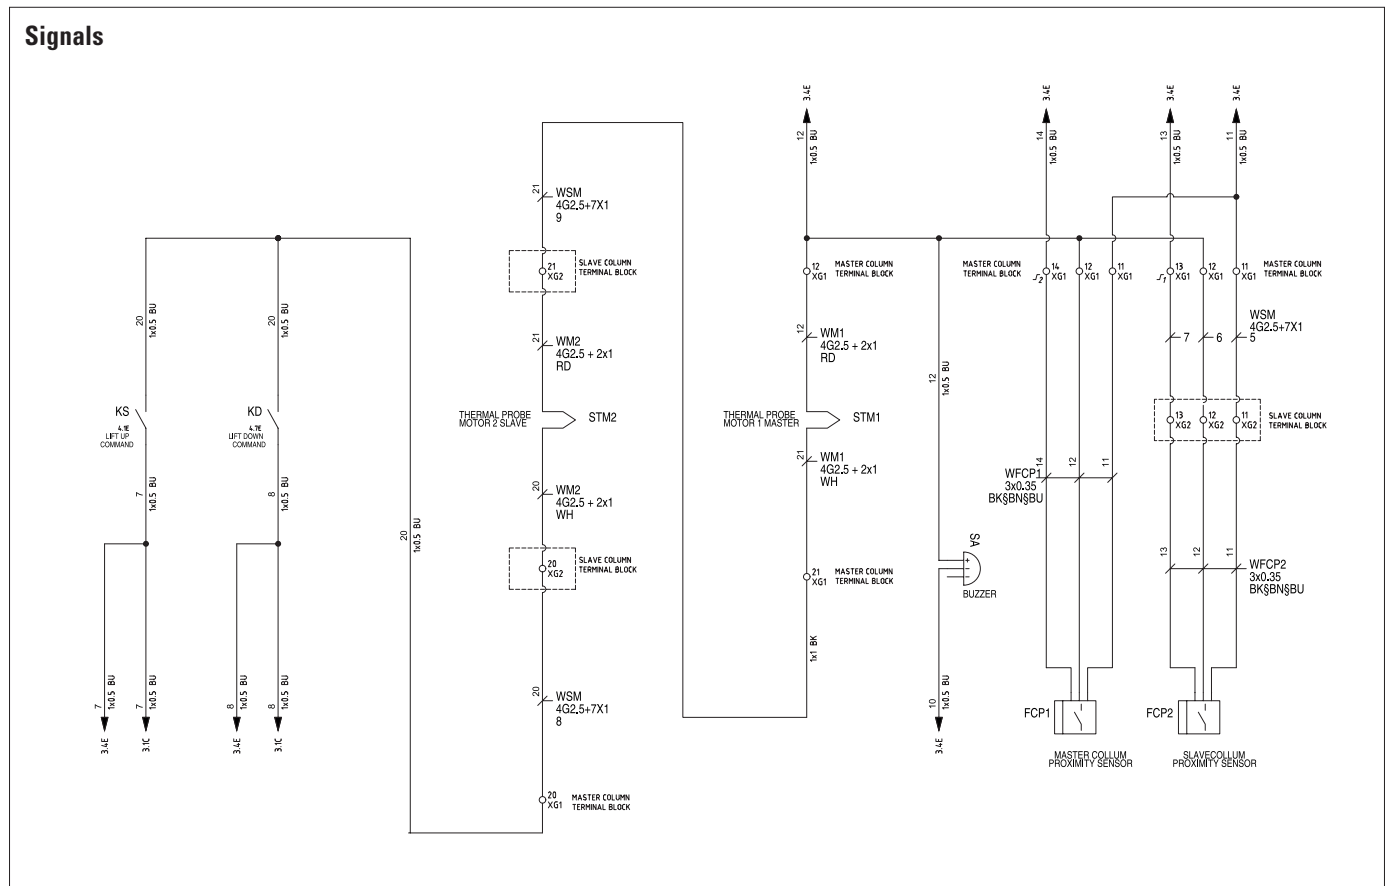 Signals
3.4E
12
1x0.5 BU
3.4E
14
1x0.5 BU
3.4E
13
1x0.5 BU
3.4E
11
1x0.5 BU
21
WSM
4G2.5+7X1
9
21
XG2
SLAVE COLUMN
TERMINAL BLOCK
21
WM2
4G2.5 + 2x1
RD
THERMAL PROBE
MOTOR 2 SLAVE
STM2
20
WM2
4G2.5 + 2x1
WH
20
XG2
SLAVE COLUMN
TERMINAL BLOCK
20
WSM
4G2.5+7X1
8
20
XG1
MASTER COLUMN
TERMINAL BLOCK
20
1x0.5 BU
20
1x0.5 BU
KS
4.1E
LIFT UP
COMMAND
KD
4.7E
LIFT DOWN
COMMAND
7
1x0.5 BU
8
1x0.5 BU
20
1x0.5 BU
7
1x0.5 BU
7
1x0.5 BU
8
1x0.5 BU
8
1x0.5 BU
3.4E
3.1C
3.4E
3.1C
12
XG1
MASTER COLUMN
TERMINAL BLOCK
12
WM1
4G2.5 + 2x1
RD
THERMAL PROBE
MOTOR 1 MASTER
STM1
21
WM1
4G2.5 + 2x1
WH
21
XG1
MASTER COLUMN
TERMINAL BLOCK
1x1 BK
12
1x0.5 BU
SA
+
-
BUZZER
10
1x0.5 BU
3.4E
MASTER COLUMN
TERMINAL BLOCK
2
14
XG1
12
XG1
11
XG1
1
13
XG1
12
XG1
11
XG1
MASTER COLUMN
TERMINAL BLOCK
WSM
4G2.5+7X1
7
6
5
13
XG2
12
XG2
11
XG2
SLAVE COLUMN
TERMINAL BLOCK
WFCP1
3x0.35
BK§BN§BU
14
12
11
13
12
11
WFCP2
3x0.35
BK§BN§BU
FCP1
MASTER COLLUM
PROXIMITY SENSOR
FCP2
SLAVECOLLUM
PROXIMITY SENSOR